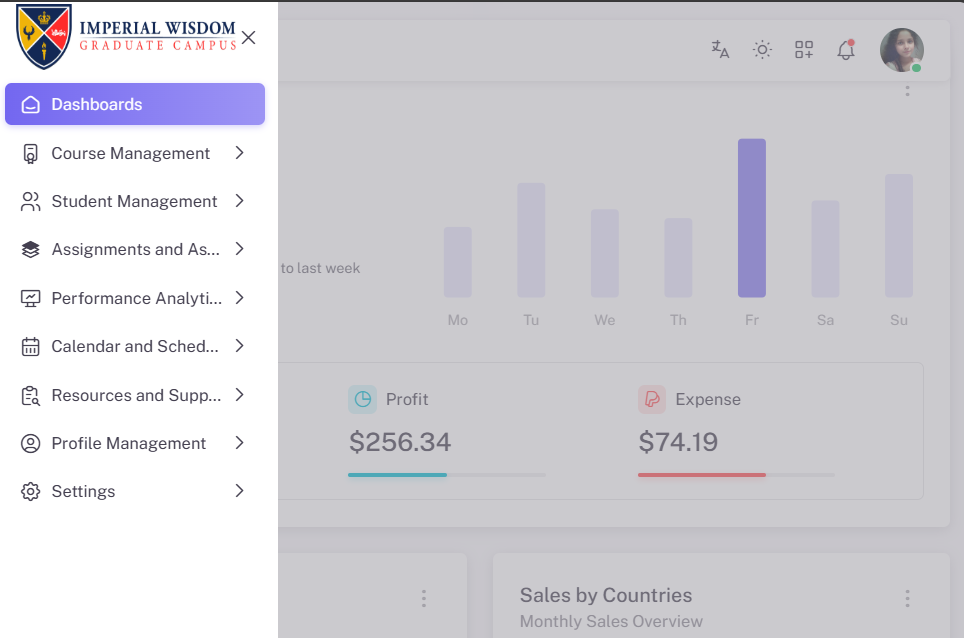 IMPERIAL WISDOM
GRADUATE CAMPUS
Dashboards
Course Management
Student Management
Assignments and As...
Performance Analyti...
Calendar and Sched...
Resources and Supp...
Profile Management
Settings
to last week
Mo Tu We Th Fr Sa Su
Profit
$256.34
Expense
$74.19
Sales by Countries
Monthly Sales Overview